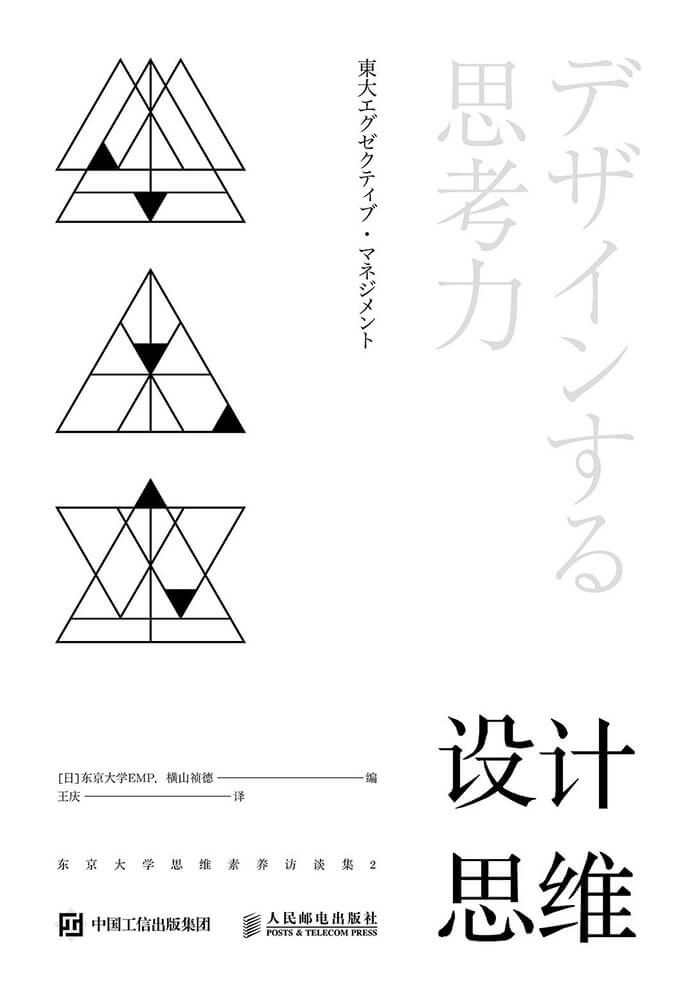 デザインする
思考力
東大エグゼクティブ・マネジメント
设计
思维
[日]东京大学EMP，横山祯德 编
王庆 译
东京大学思维素养访谈集2
中国工信出版集团
人民邮电出版社
POSTS & TELECOM PRESS